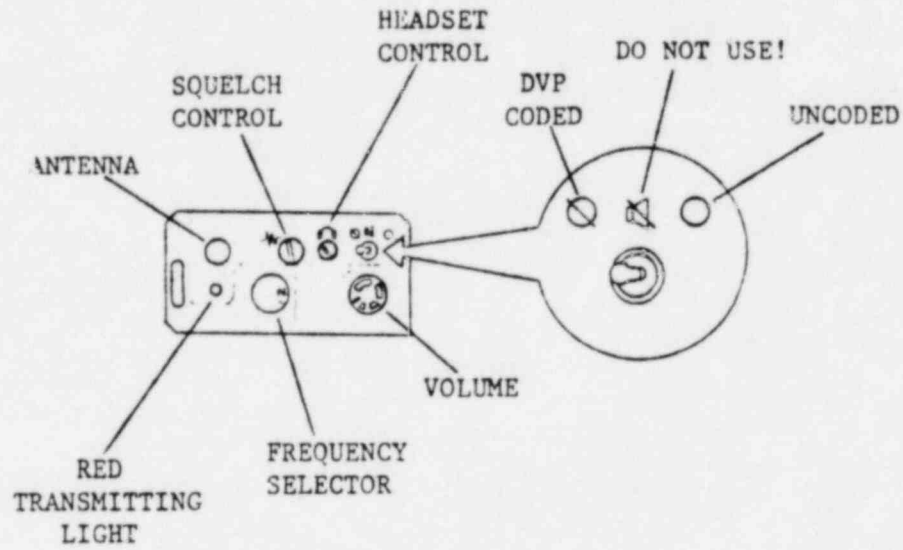 HEADSET
CONTROL
DO NOT USE!
SQUELCH
CONTROL
DVP
CODED
UNCODED
ANTENNA
VOLUME
FREQUENCY
SELECTOR
RED
TRANSMITTING
LIGHT